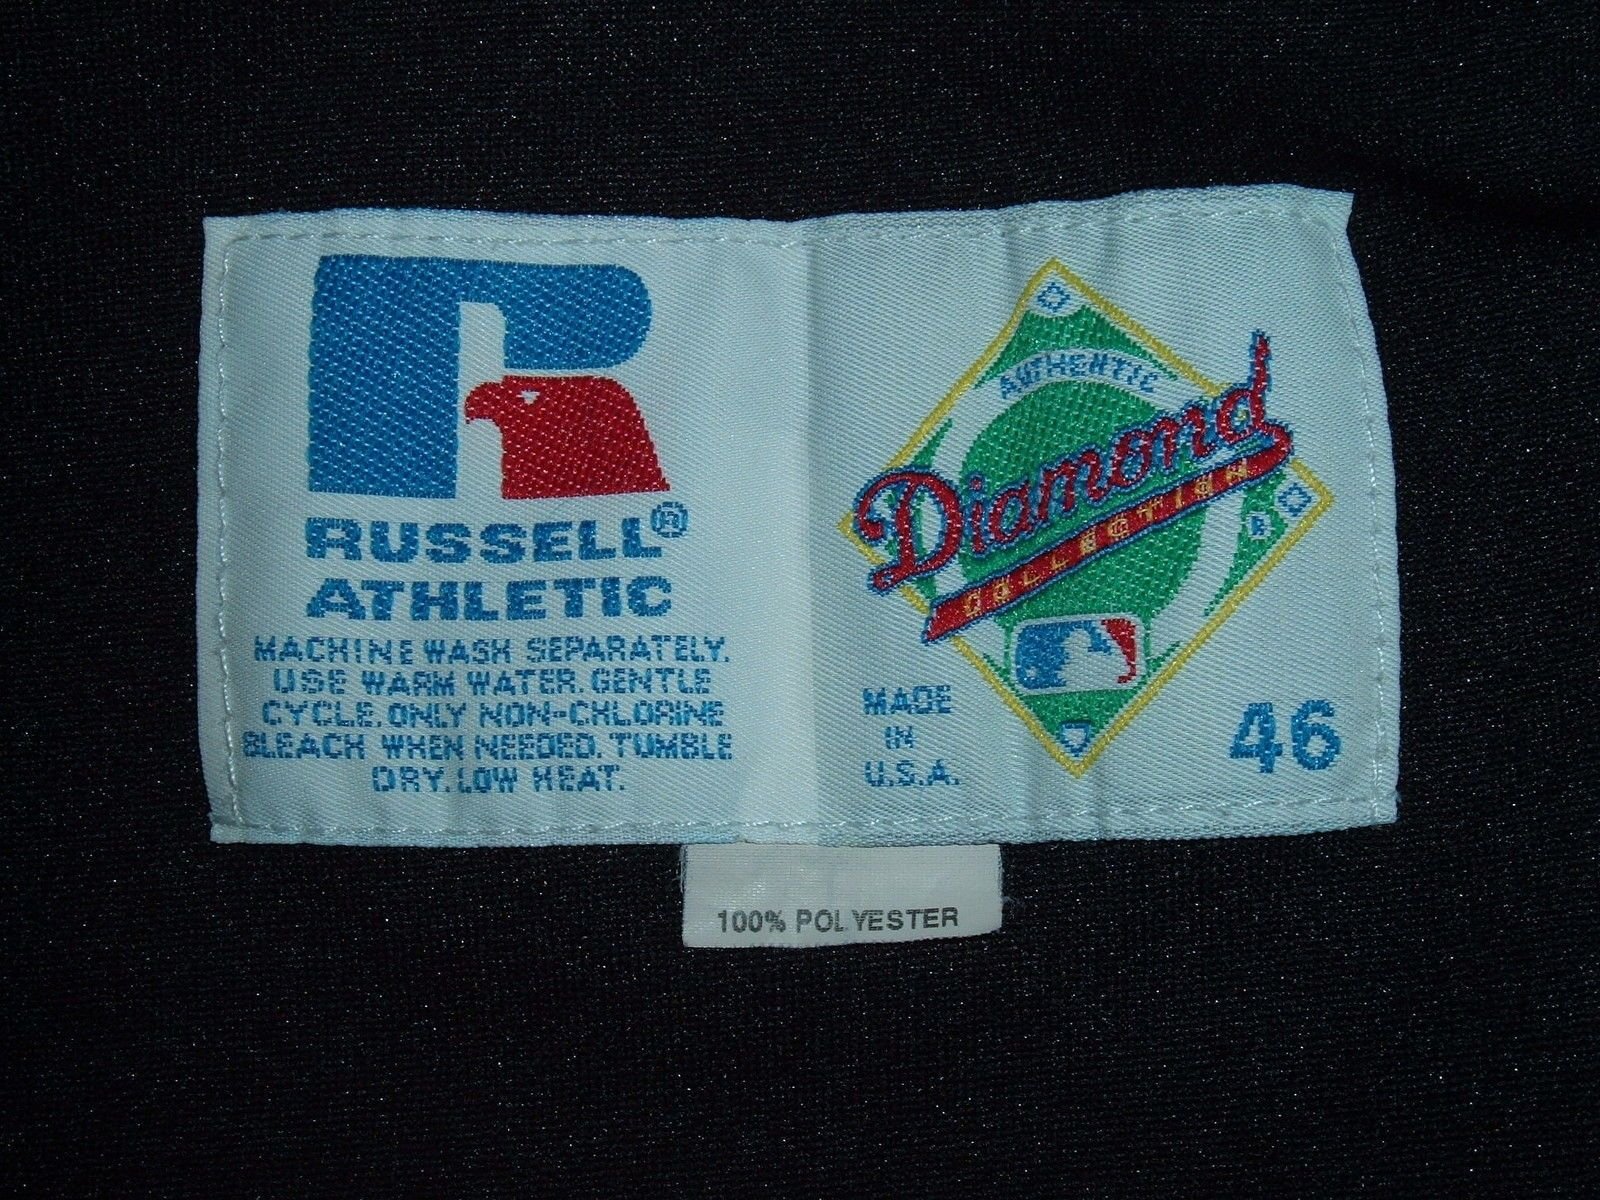 RUSSELL®
ATHLETIC
MACHINE WASH SEPARATELY.
USE WARM WATER. GENTLE
CYCLE. ONLY NON-CHLORINE
BLEACH WHEN NEEDED. TUMBLE
DRY. LOW HEAT.
AUTHENTIC
Diamond
COLLECTION
MADE
IN
U.S.A.
46
100% POLYESTER